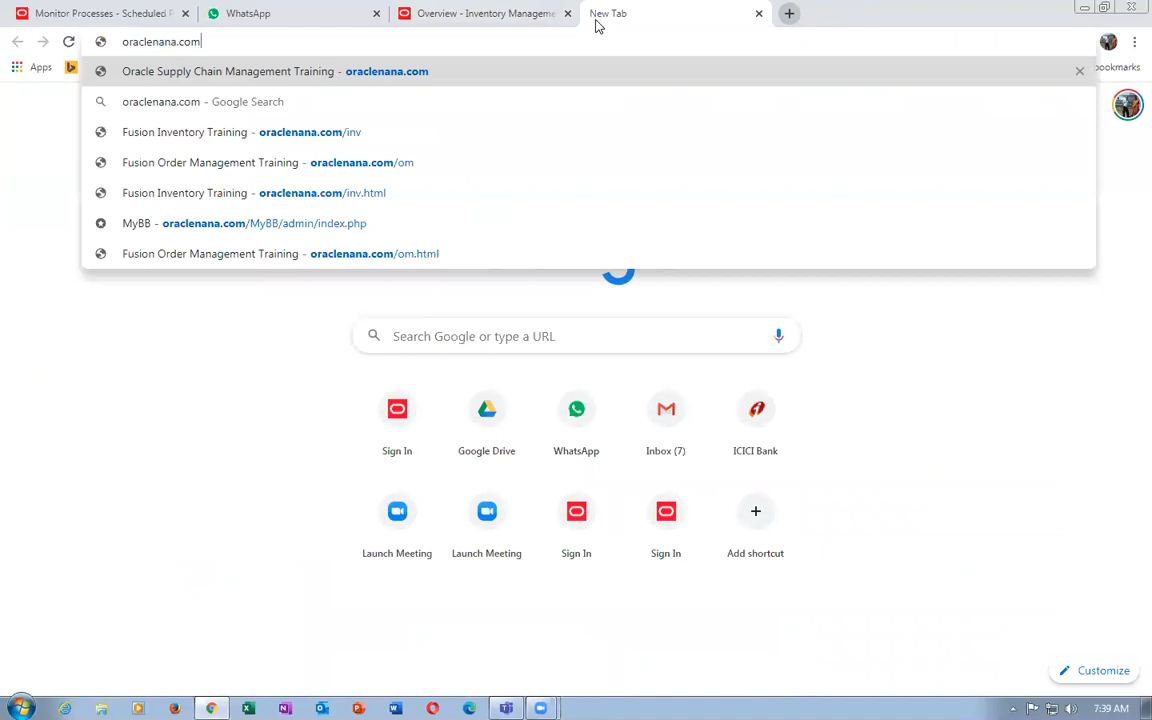 Monitor Processes - Scheduled P
WhatsApp
Overview - Inventory Manageme
New Tab
oraclenana.com
Apps
bookmarks
Oracle Supply Chain Management Training - oraclenana.com
oraclenana.com - Google Search
Fusion Inventory Training - oraclenana.com/inv
Fusion Order Management Training - oraclenana.com/om
Fusion Inventory Training - oraclenana.com/inv.html
MyBB - oraclenana.com/MyBB/admin/index.php
Fusion Order Management Training - oraclenana.com/om.html
Search Google or type a URL
Sign In
Google Drive
WhatsApp
Inbox (7)
ICICI Bank
Launch Meeting
Launch Meeting
Sign In
Sign In
Add shortcut
Customize
7:39 AM